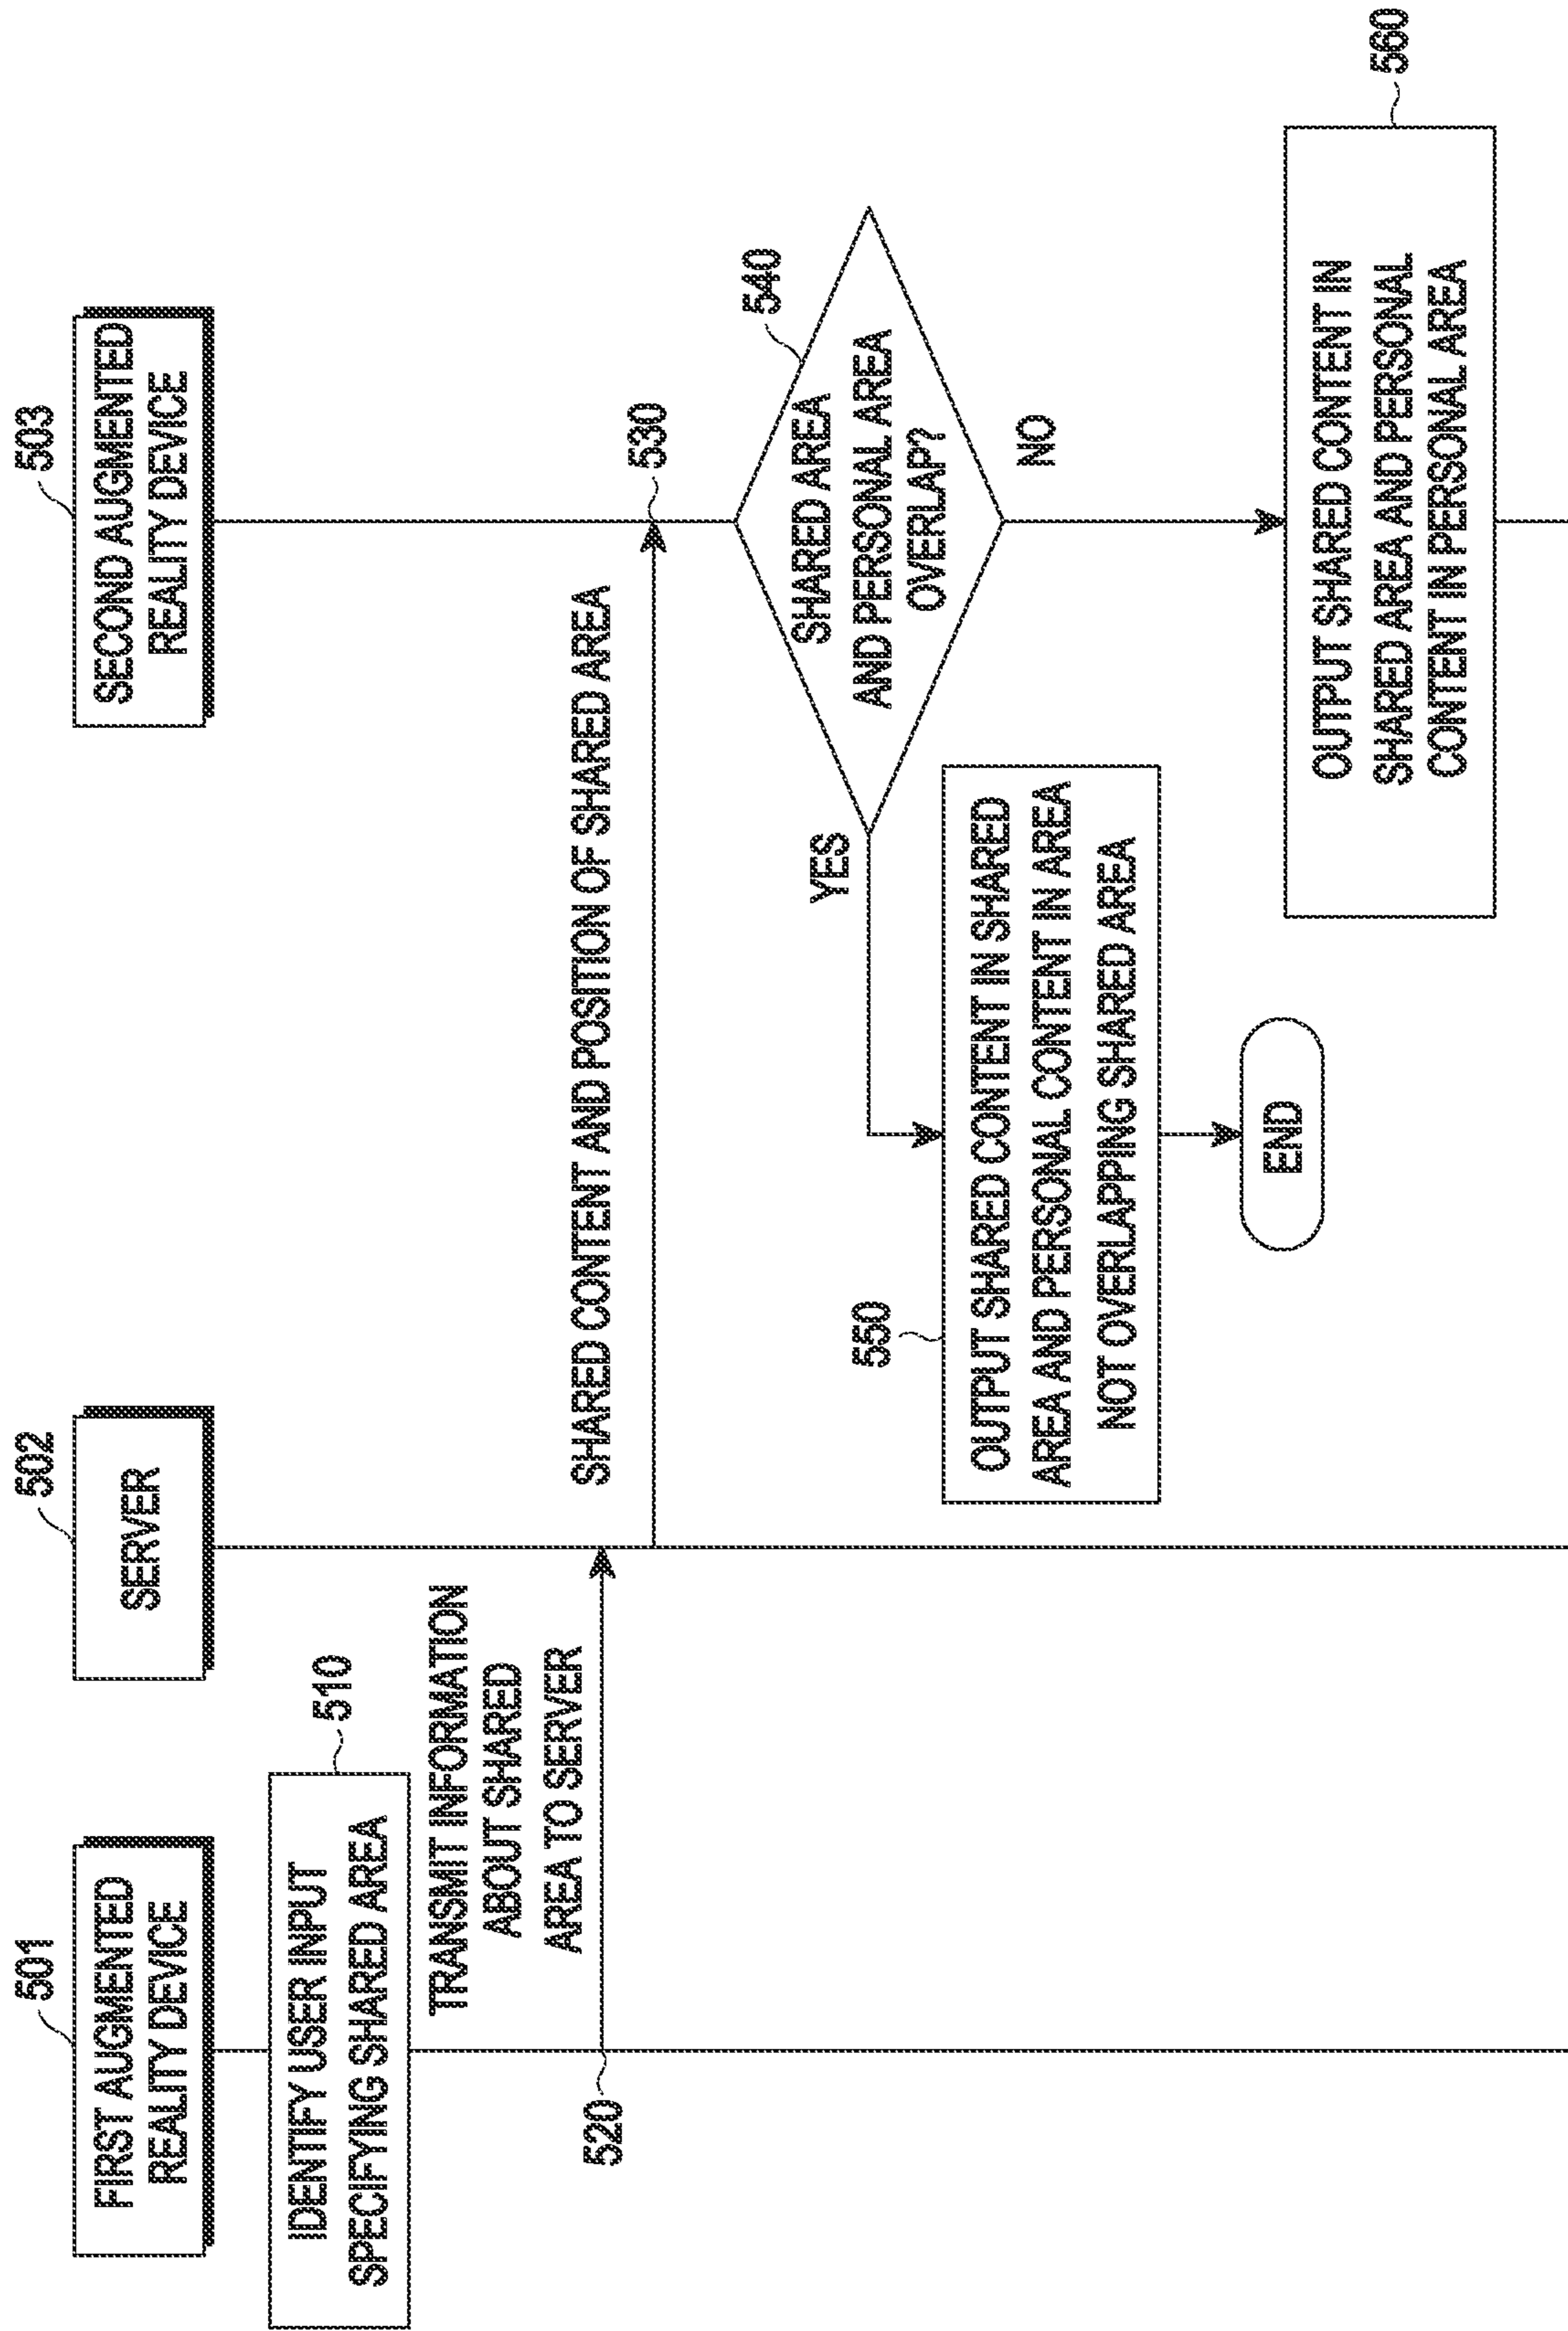 501
FIRST AUGMENTED
REALITY DEVICE
502
SERVER
503
SECOND AUGMENTED
REALITY DEVICE
IDENTIFY USER INPUT
SPECIFYING SHARED AREA
510
TRANSMIT INFORMATION
ABOUT SHARED
AREA TO SERVER
520
SHARED CONTENT AND POSITION OF SHARED AREA
530
SHARED AREA
AND PERSONAL AREA
OVERLAP?
540
YES
NO
550
OUTPUT SHARED CONTENT IN SHARED
AREA AND PERSONAL CONTENT IN AREA
NOT OVERLAPPING SHARED AREA
END
OUTPUT SHARED CONTENT IN
SHARED AREA AND PERSONAL
CONTENT IN PERSONAL AREA
560